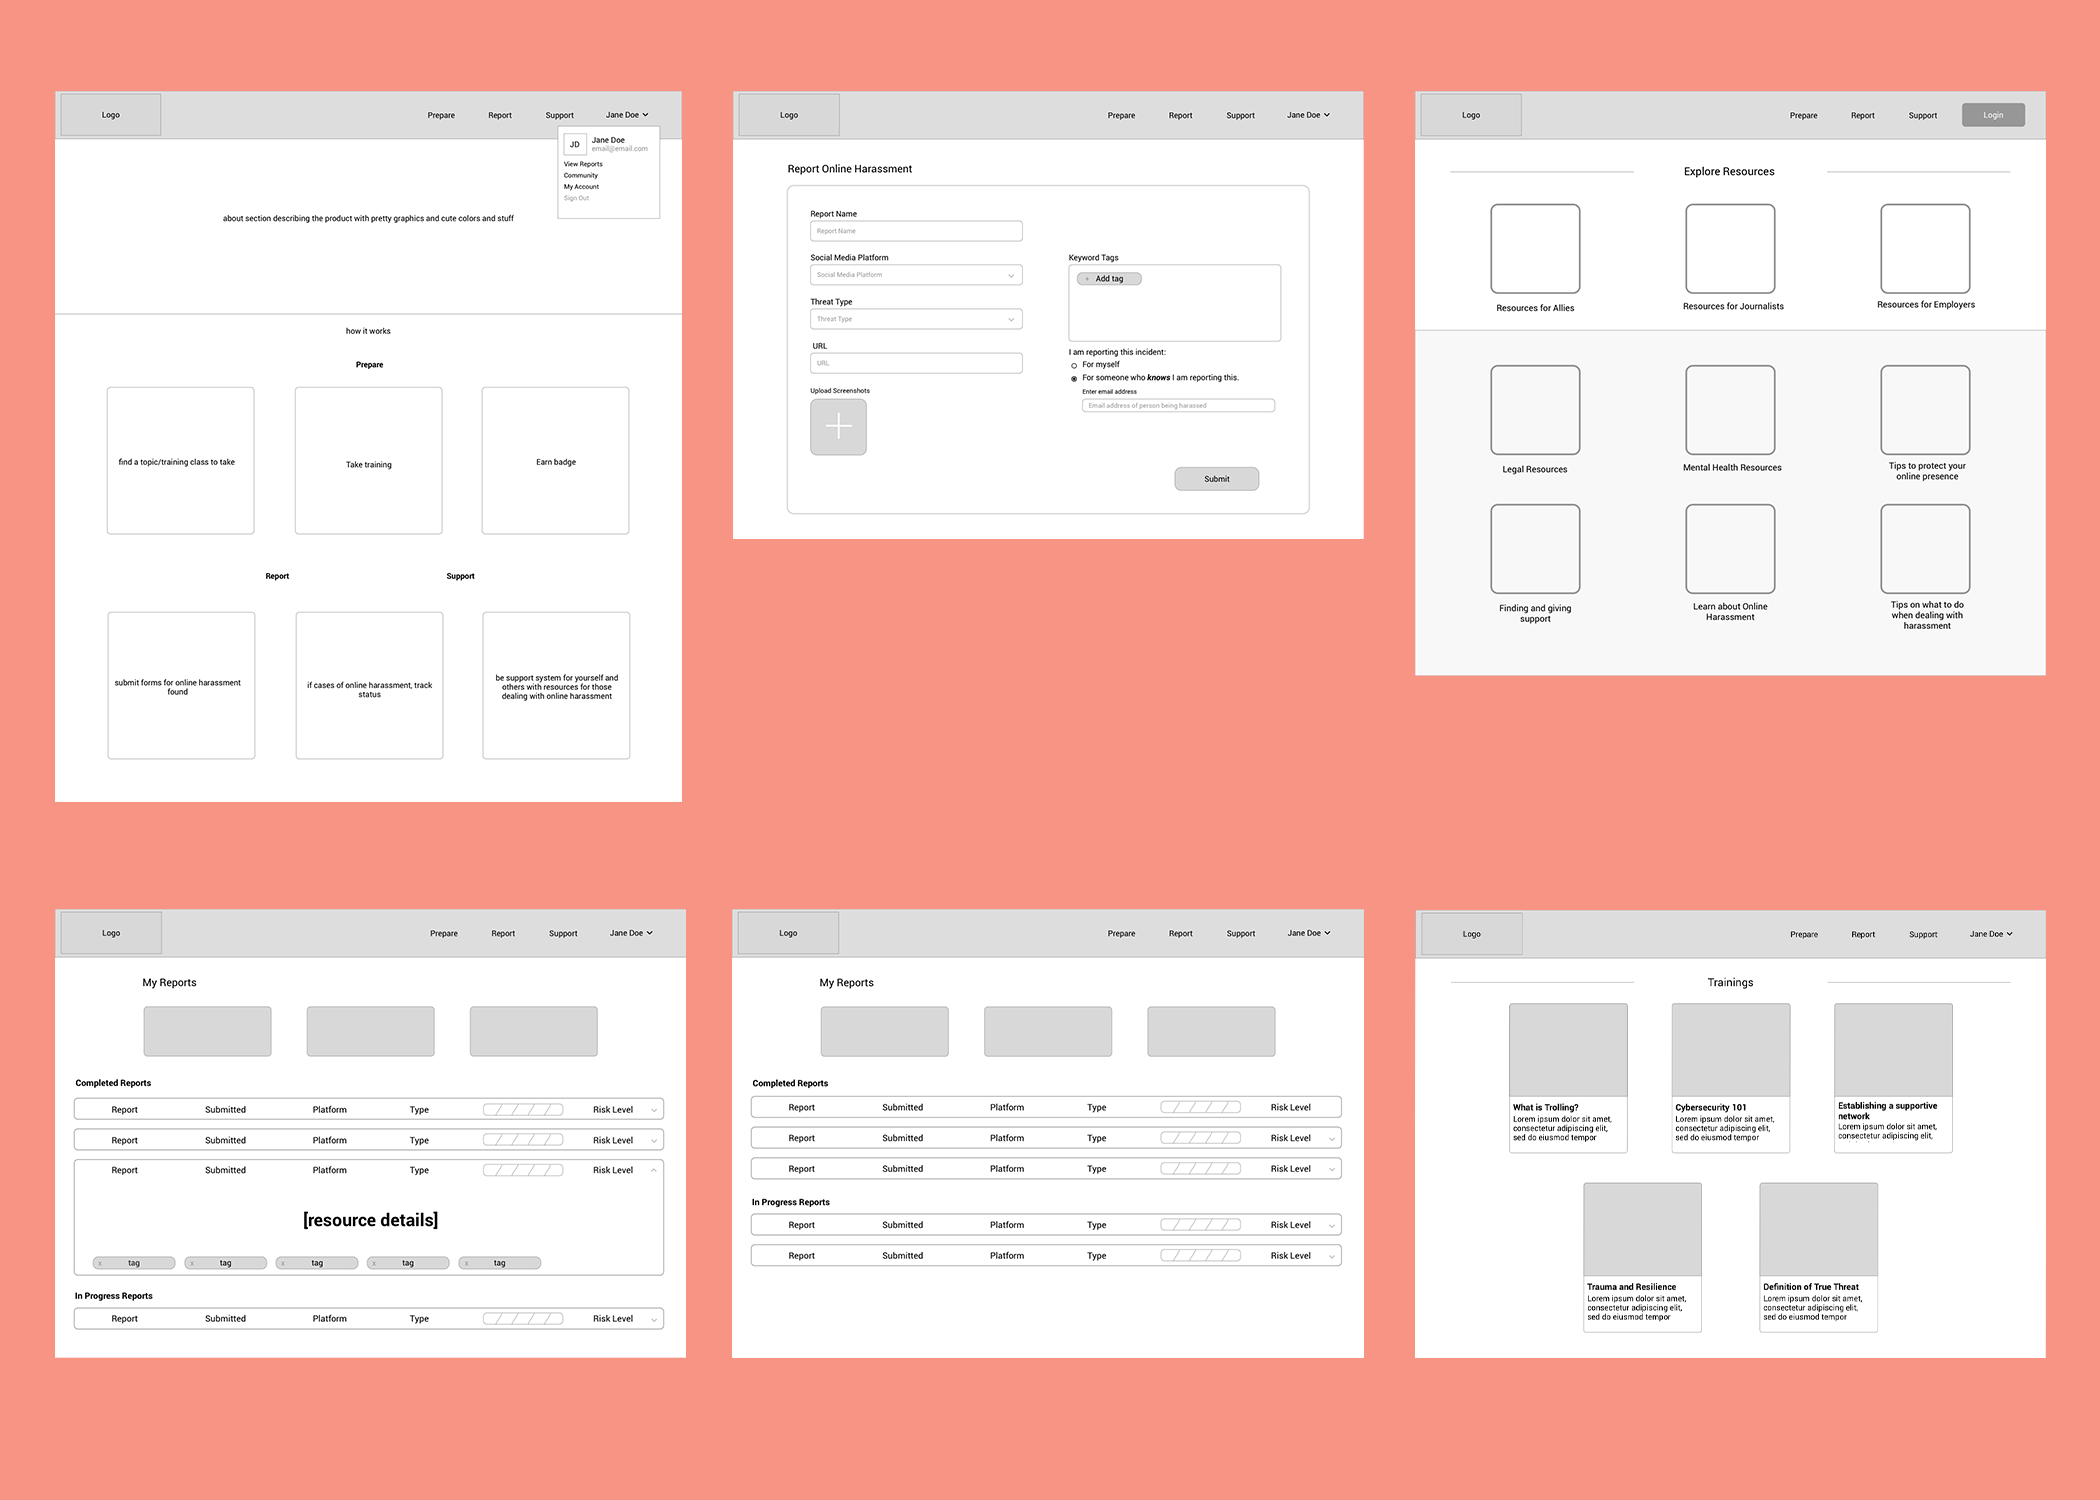 Logo
Prepare Report Support Jane Doe
JD
Jane Doe
email@email.com
View Reports
Community
My Account
Sign Out
about section describing the product with pretty graphics and cute colors and stuff
how it works
Prepare
find a topic/training class to take
Take training
Earn badge
Report
Support
submit forms for online harassment
found
if cases of online harassment, track
status
be support system for yourself and
others with resources for those
dealing with online harassment
Logo
Prepare Report Support Jane Doe
Report Online Harassment
Report Name
Report Name
Social Media Platform
Social Media Platform
Threat Type
Threat Type
URL
URL
Upload Screenshots
Keyword Tags
+ Add tag
I am reporting this incident:
For myself
For someone who knows I am reporting this.
Enter email address
Email address of person being harassed
Submit
Logo
Prepare Report Support Login
Explore Resources
Resources for Allies
Resources for Journalists
Resources for Employers
Legal Resources
Mental Health Resources
Tips to protect your
online presence
Finding and giving
support
Learn about Online
Harassment
Tips on what to do
when dealing with
harassment
Logo
Prepare Report Support Jane Doe
My Reports
Completed Reports
Report Submitted Platform Type Risk Level
Report Submitted Platform Type Risk Level
Report Submitted Platform Type Risk Level
[resource details]
x tag x tag x tag x tag x tag
In Progress Reports
Report Submitted Platform Type Risk Level
Logo
Prepare Report Support Jane Doe
My Reports
Completed Reports
Report Submitted Platform Type Risk Level
Report Submitted Platform Type Risk Level
Report Submitted Platform Type Risk Level
In Progress Reports
Report Submitted Platform Type Risk Level
Report Submitted Platform Type Risk Level
Logo
Prepare Report Support Jane Doe
Trainings
What is Trolling?
Lorem ipsum dolor sit amet,
consectetur adipiscing elit,
sed do eiusmod tempor
Cybersecurity 101
Lorem ipsum dolor sit amet,
consectetur adipiscing elit,
sed do eiusmod tempor
Establishing a supportive
network
Lorem ipsum dolor sit amet,
consectetur adipiscing elit,
Trauma and Resilience
Lorem ipsum dolor sit amet,
consectetur adipiscing elit,
sed do eiusmod tempor
Definition of True Threat
Lorem ipsum dolor sit amet,
consectetur adipiscing elit,
sed do eiusmod tempor